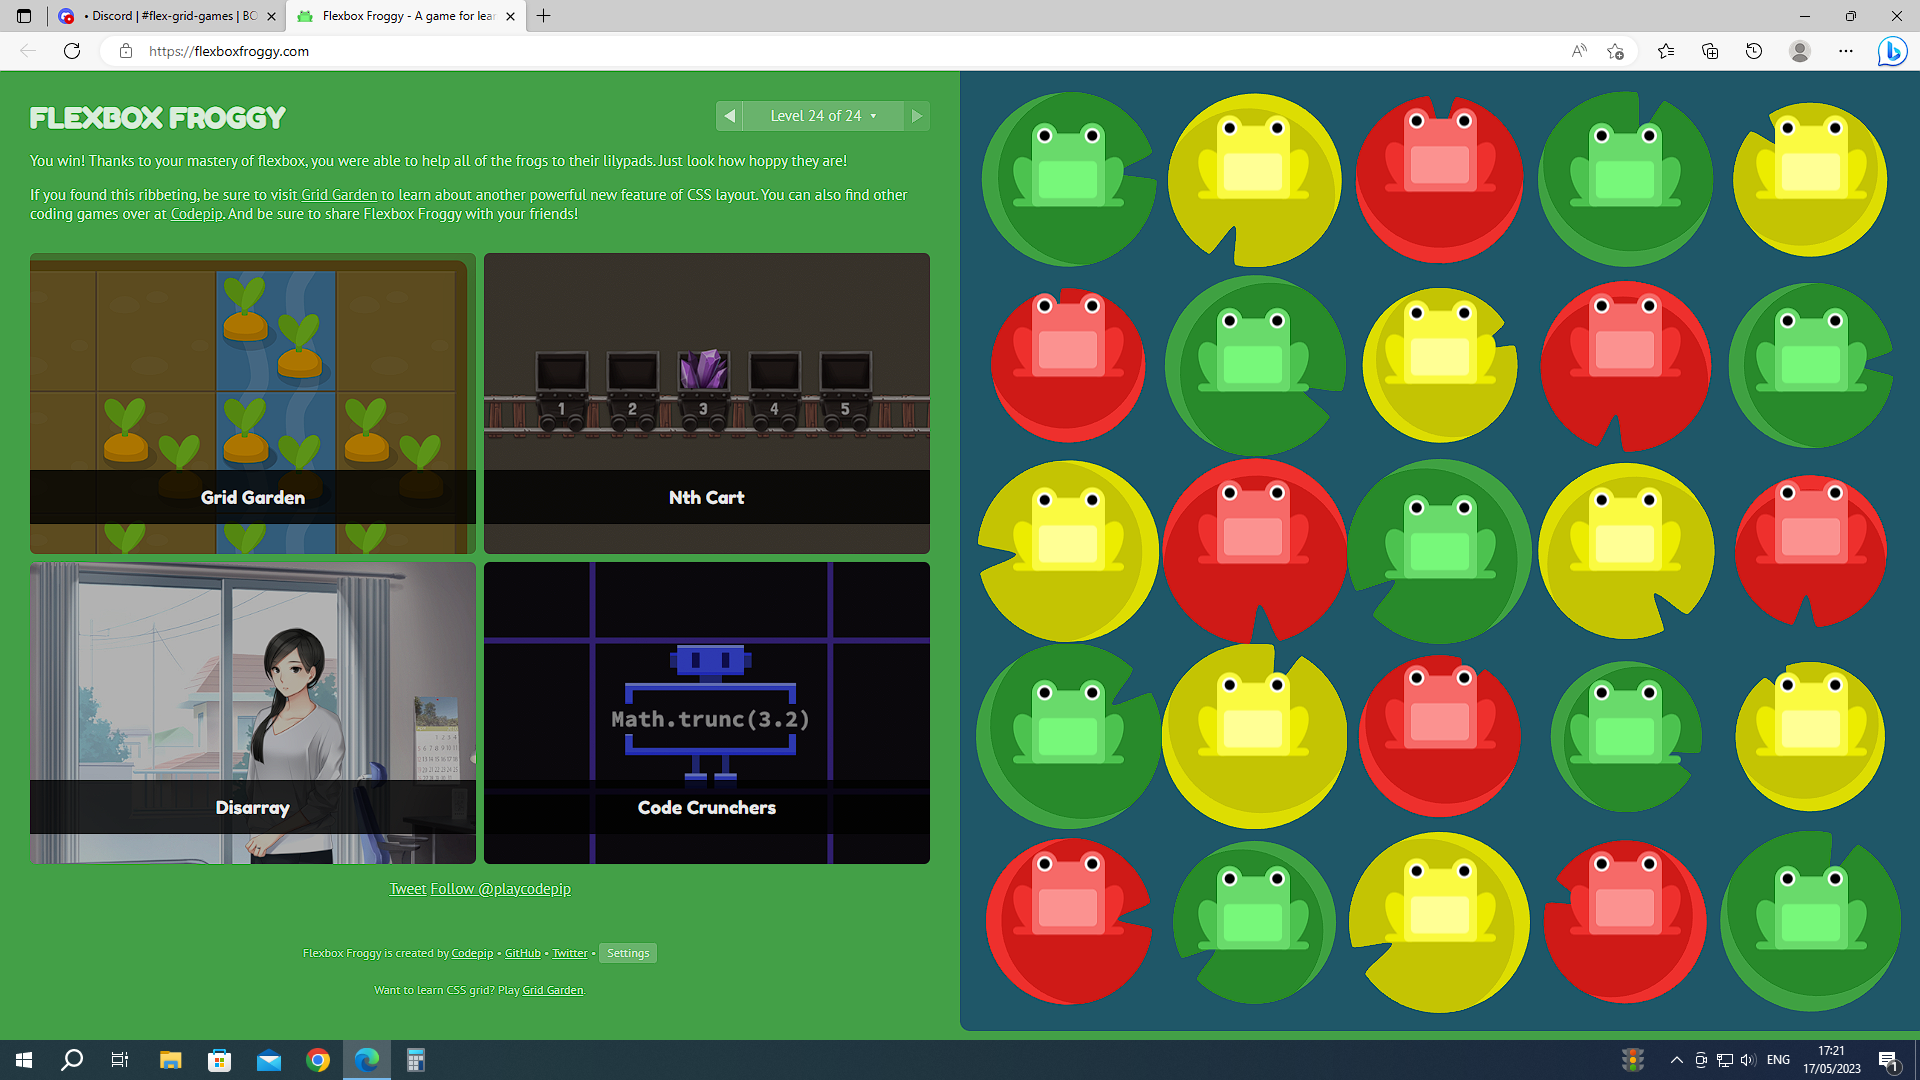 • Discord | #flex-grid-games | BO
Flexbox Froggy - A game for lea
https://flexboxfroggy.com
FLEXBOX FROGGY
Level 24 of 24
You win! Thanks to your mastery of flexbox, you were able to help all of the frogs to their lilypads. Just look how hoppy they are!
If you found this ribbeting, be sure to visit Grid Garden to learn about another powerful new feature of CSS layout. You can also find other
coding games over at Codepip. And be sure to share Flexbox Froggy with your friends!
1 2 3 4 5
Grid Garden
Nth Cart
Math.trunc(3.2)
Disarray
Code Crunchers
Tweet Follow @playcodepip
Flexbox Froggy is created by Codepip • GitHub • Twitter • Settings
Want to learn CSS grid? Play Grid Garden.
ENG
17:21
17/05/2023
1